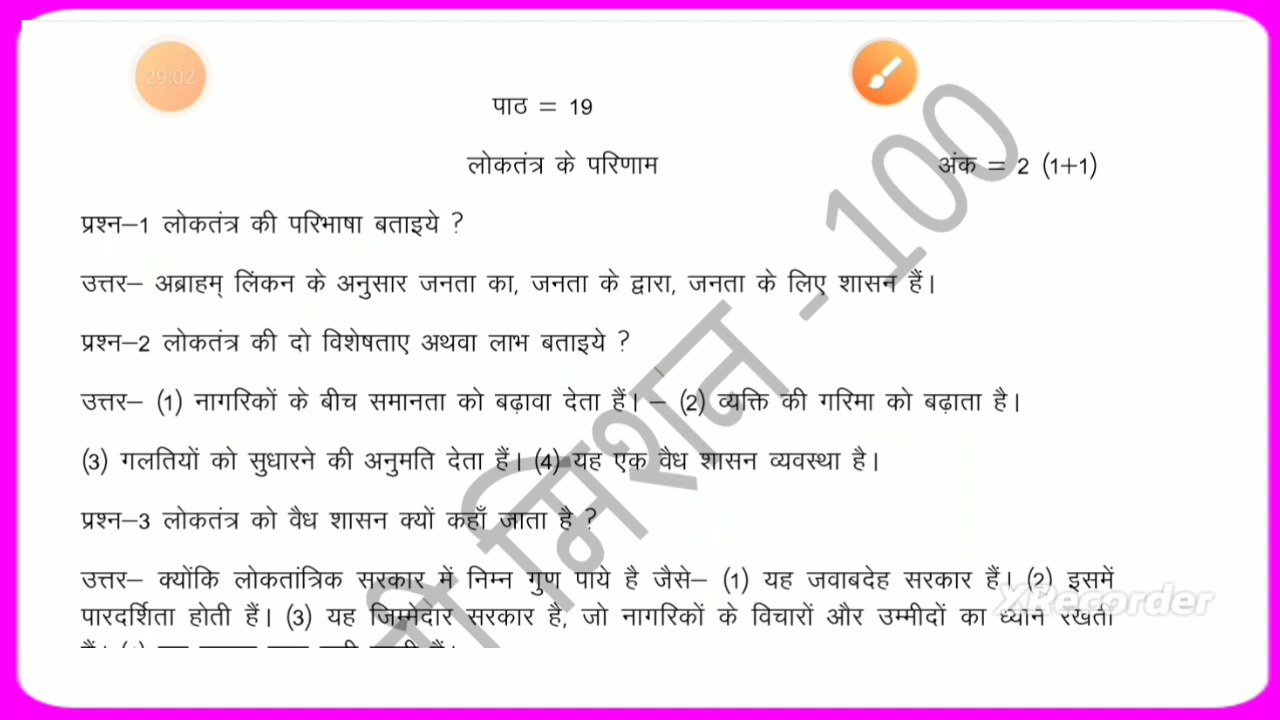 29:02
पाठ = 19
लोकतंत्र के परिणाम अंक = 2 (1+1)
प्रश्न–1 लोकतंत्र की परिभाषा बताइये ?
उत्तर– अब्राहम् लिंकन के अनुसार जनता का, जनता के द्वारा, जनता के लिए शासन हैं।
प्रश्न–2 लोकतंत्र की दो विशेषताए अथवा लाभ बताइये ?
उत्तर– (1) नागरिकों के बीच समानता को बढ़ावा देता हैं। – (2) व्यक्ति की गरिमा को बढ़ाता है।
(3) गलतियों को सुधारने की अनुमति देता हैं। (4) यह एक वैध शासन व्यवस्था है।
प्रश्न–3 लोकतंत्र को वैध शासन क्यों कहाँ जाता है ?
उत्तर– क्योंकि लोकतांत्रिक सरकार में निम्न गुण पाये है जैसे– (1) यह जवाबदेह सरकार हैं। (2) इसमें
पारदर्शिता होती हैं। (3) यह जिम्मेदार सरकार है, जो नागरिकों के विचारों और उम्मीदों का ध्यान रखती
मिशन - 100
XRecorder